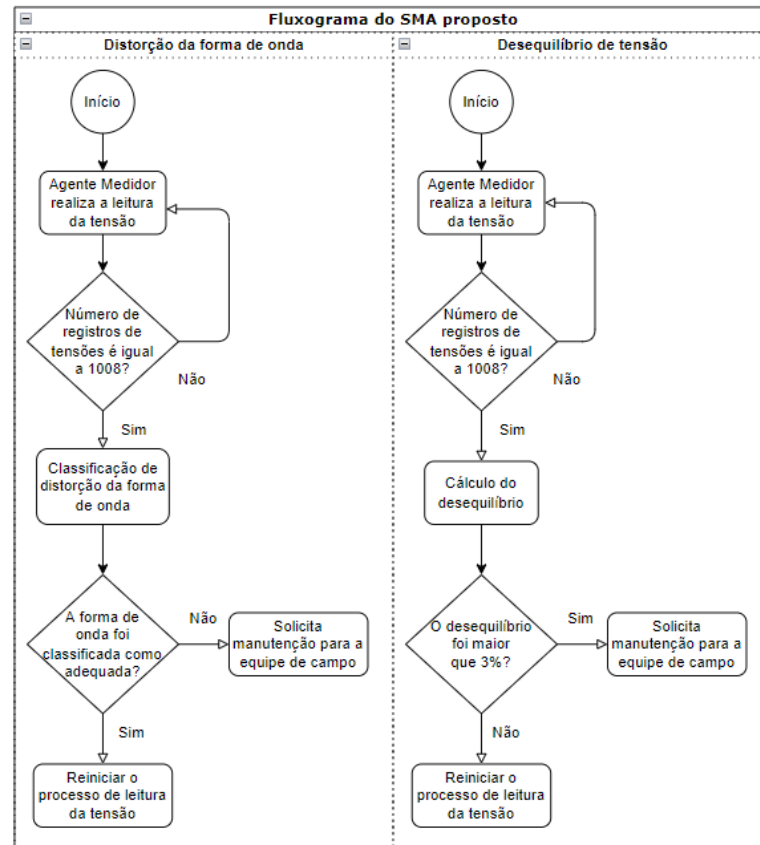 Fluxograma do SMA proposto
Distorção da forma de onda
Início
Agente Medidor
realiza a leitura
da tensão
Número de
registros de
tensões é igual
a 1008?
Não
Sim
Classificação de
distorção da forma
de onda
A forma de
onda foi
classificada como
adequada?
Não
Solicita
manutenção para a
equipe de campo
Sim
Reiniciar o
processo de leitura
da tensão
Desequilíbrio de tensão
Início
Agente Medidor
realiza a leitura
da tensão
Número de
registros de
tensões é igual
a 1008?
Não
Sim
Cálculo do
desequilíbrio
O desequilíbrio
foi maior
que 3%?
Sim
Solicita
manutenção para a
equipe de campo
Não
Reiniciar o
processo de leitura
da tensão